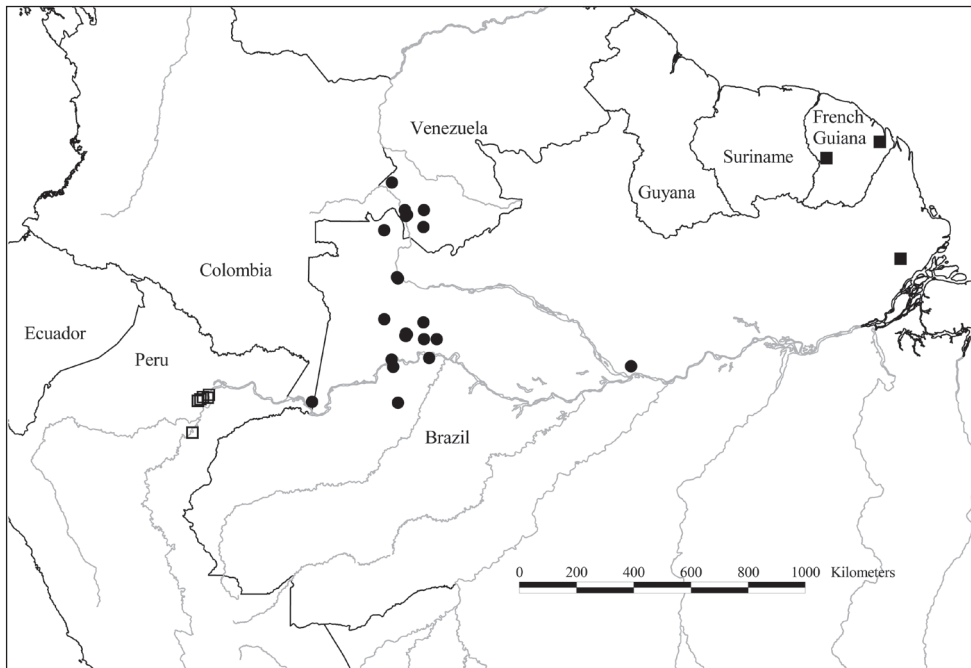 Venezuela
French
Guiana
Suriname
Guyana
Colombia
Ecuador
Peru
Brazil
0 200 400 600 800 1000 Kilometers